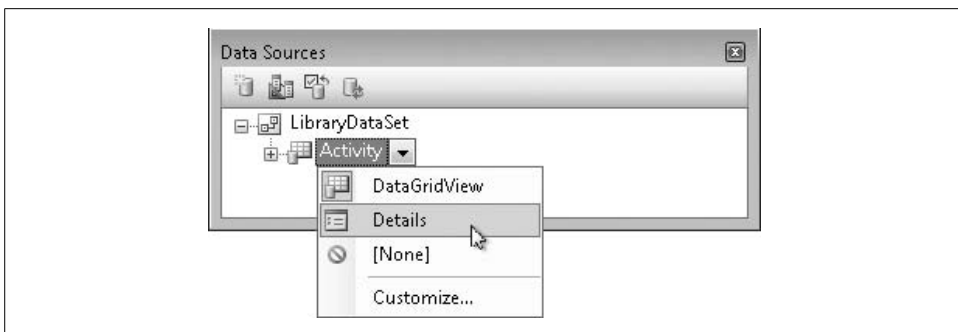 Data Sources
LibraryDataSet
Activity
DataGridView
Details
[None]
Customize...